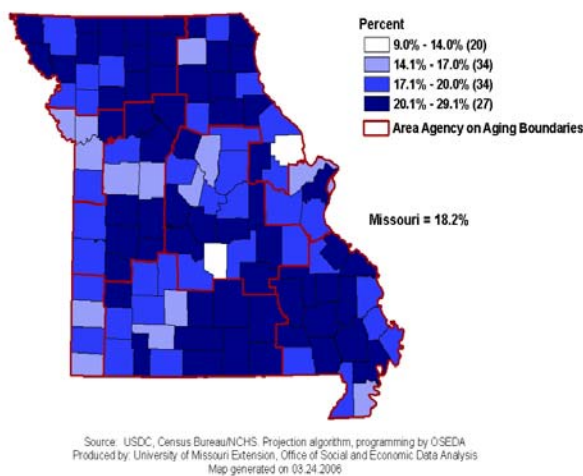 Percent
9.0% - 14.0% (20)
14.1% - 17.0% (34)
17.1% - 20.0% (34)
20.1% - 29.1% (27)
Area Agency on Aging Boundaries
Missouri = 18.2%
Source: USDC, Census Bureau/NCHS. Projection algorithm, programming by OSEDA
Produced by: University of Missouri Extension, Office of Social and Economic Data Analysis
Map generated on 03.24.2006